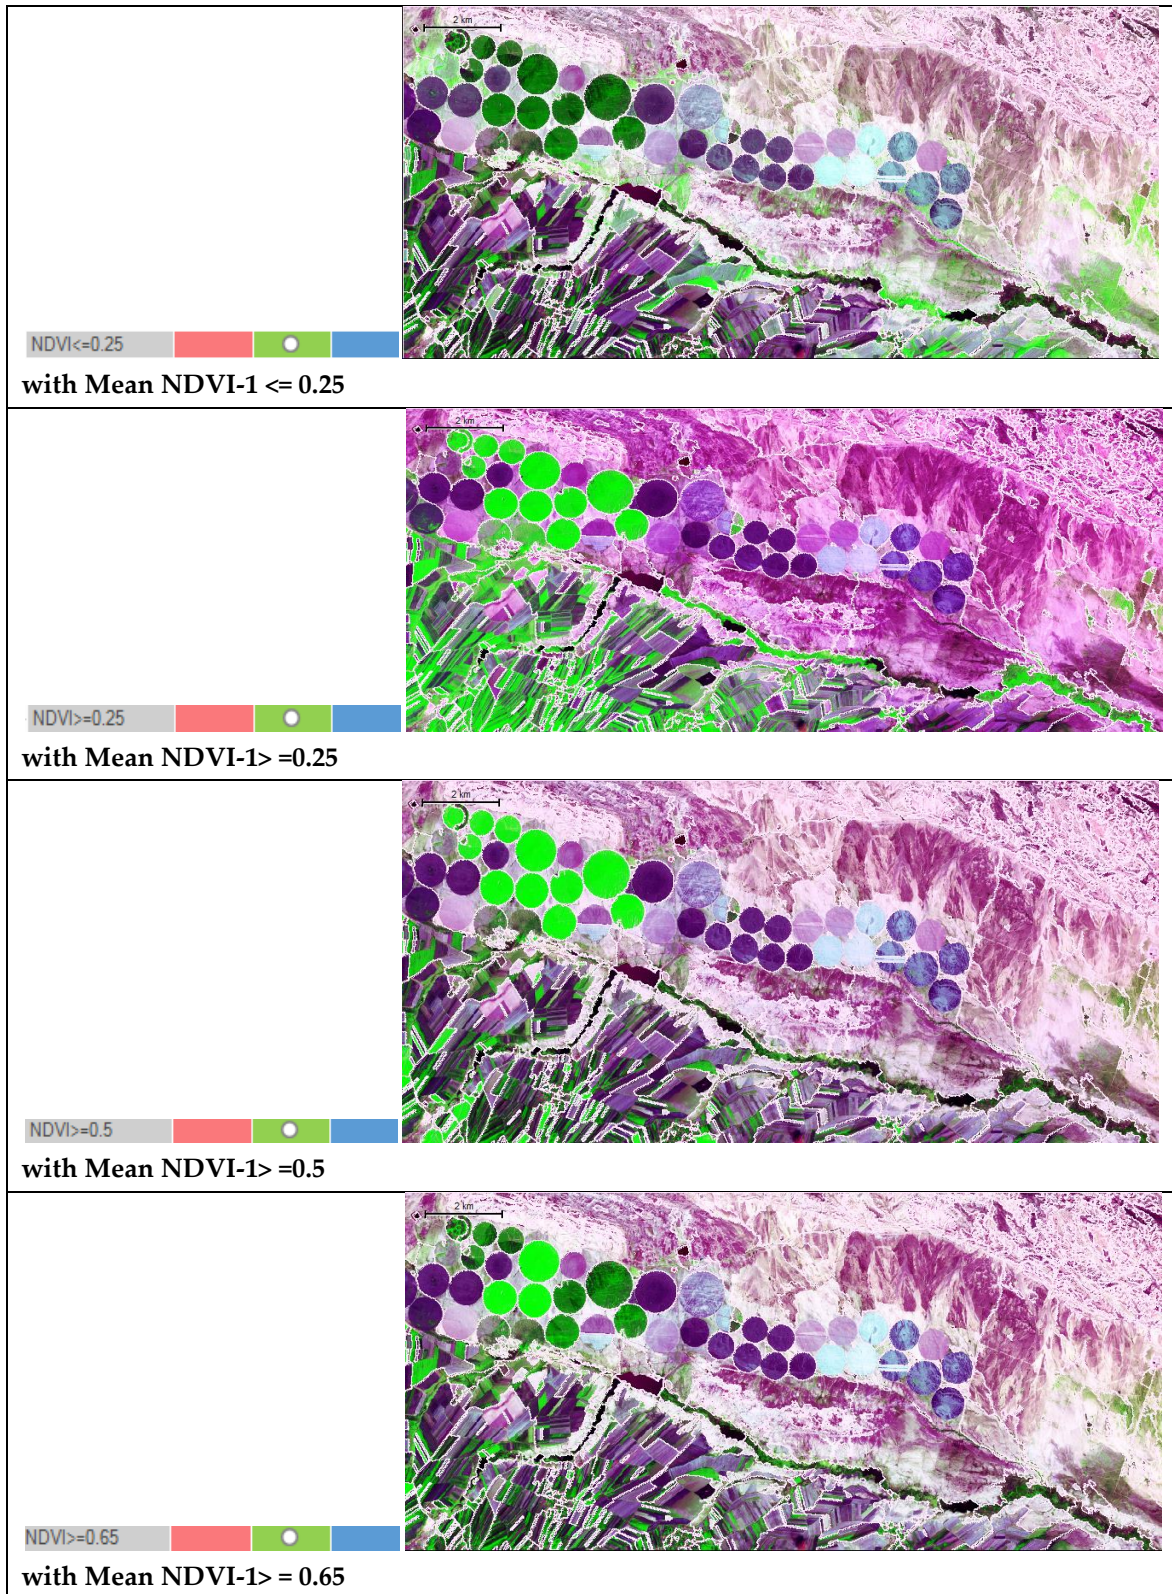 2 km
NDVI<=0.25
with Mean NDVI-1 <= 0.25
2 km
NDVI>=0.25
with Mean NDVI-1> =0.25
2 km
NDVI>=0.5
with Mean NDVI-1> =0.5
2 km
NDVI>=0.65
with Mean NDVI-1> = 0.65